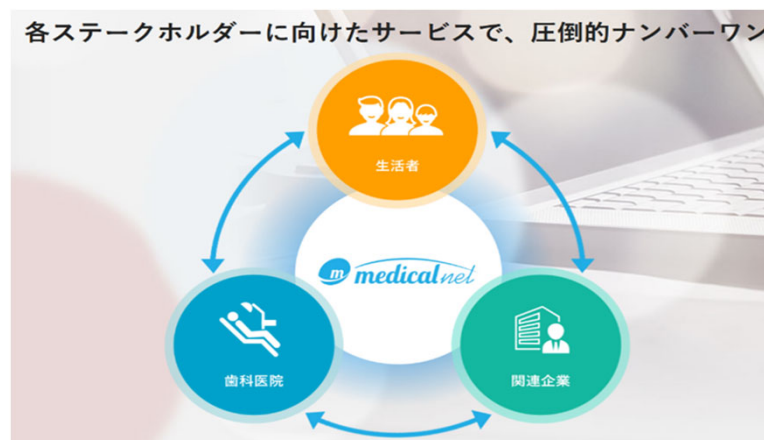 各ステークホルダーに向けたサービスで、圧倒的ナンバーワン
生活者
m medical net
歯科医院
関連企業